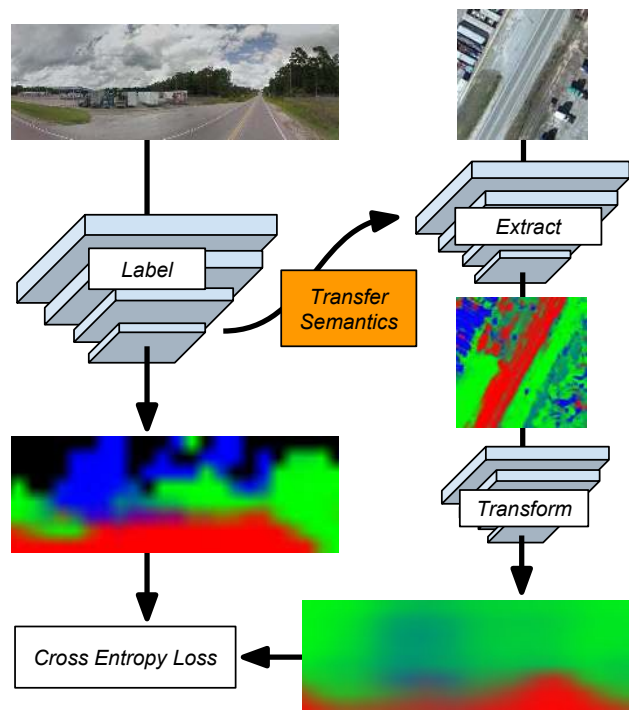 Label
Extract
Transfer
Semantics
Transform
Cross Entropy Loss